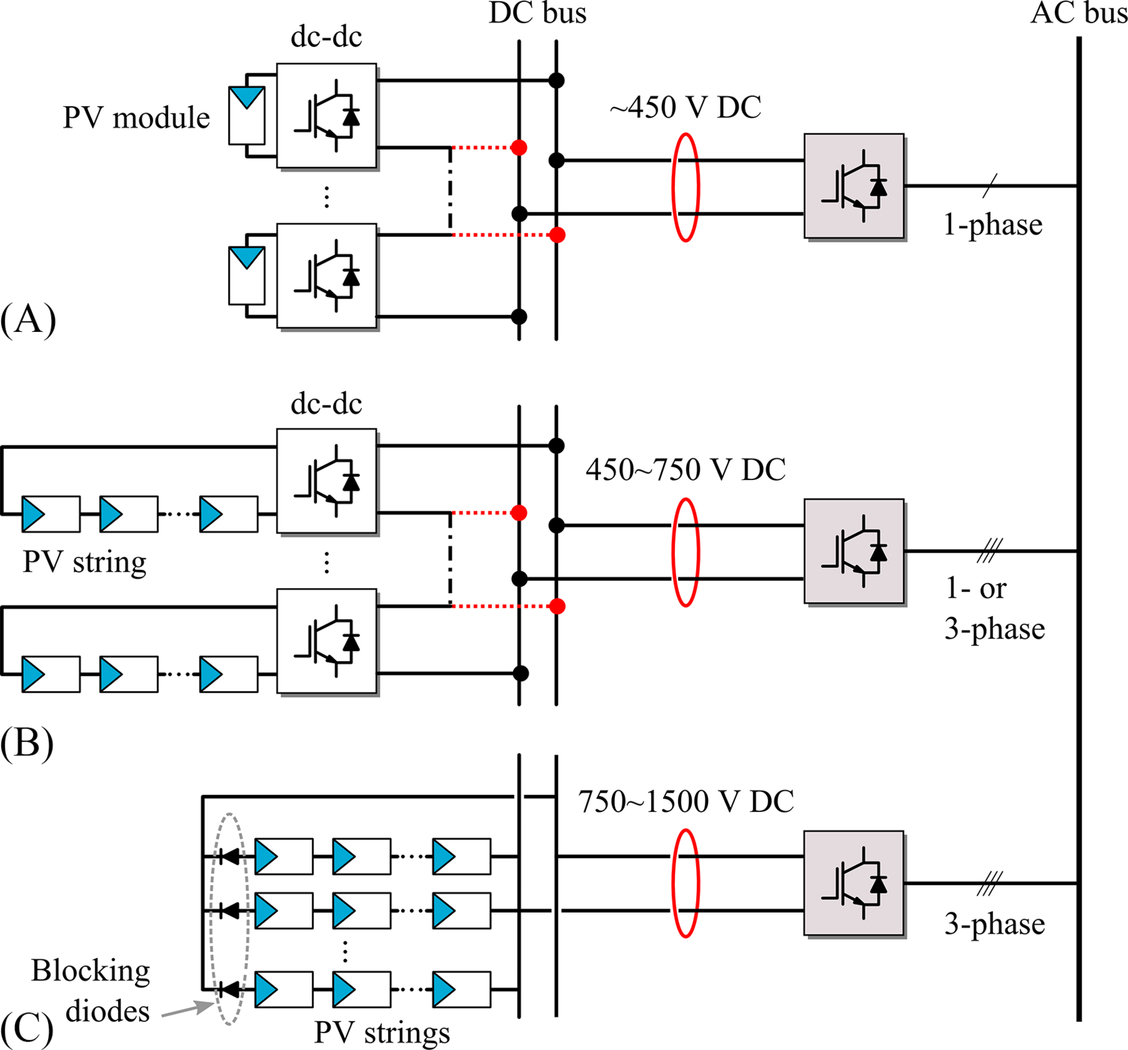 DC bus
AC bus
dc-dc
PV module
~450 V DC
1-phase
(A)
dc-dc
450~750 V DC
PV string
1- or
3-phase
(B)
750~1500 V DC
3-phase
Blocking
diodes
PV strings
(C)